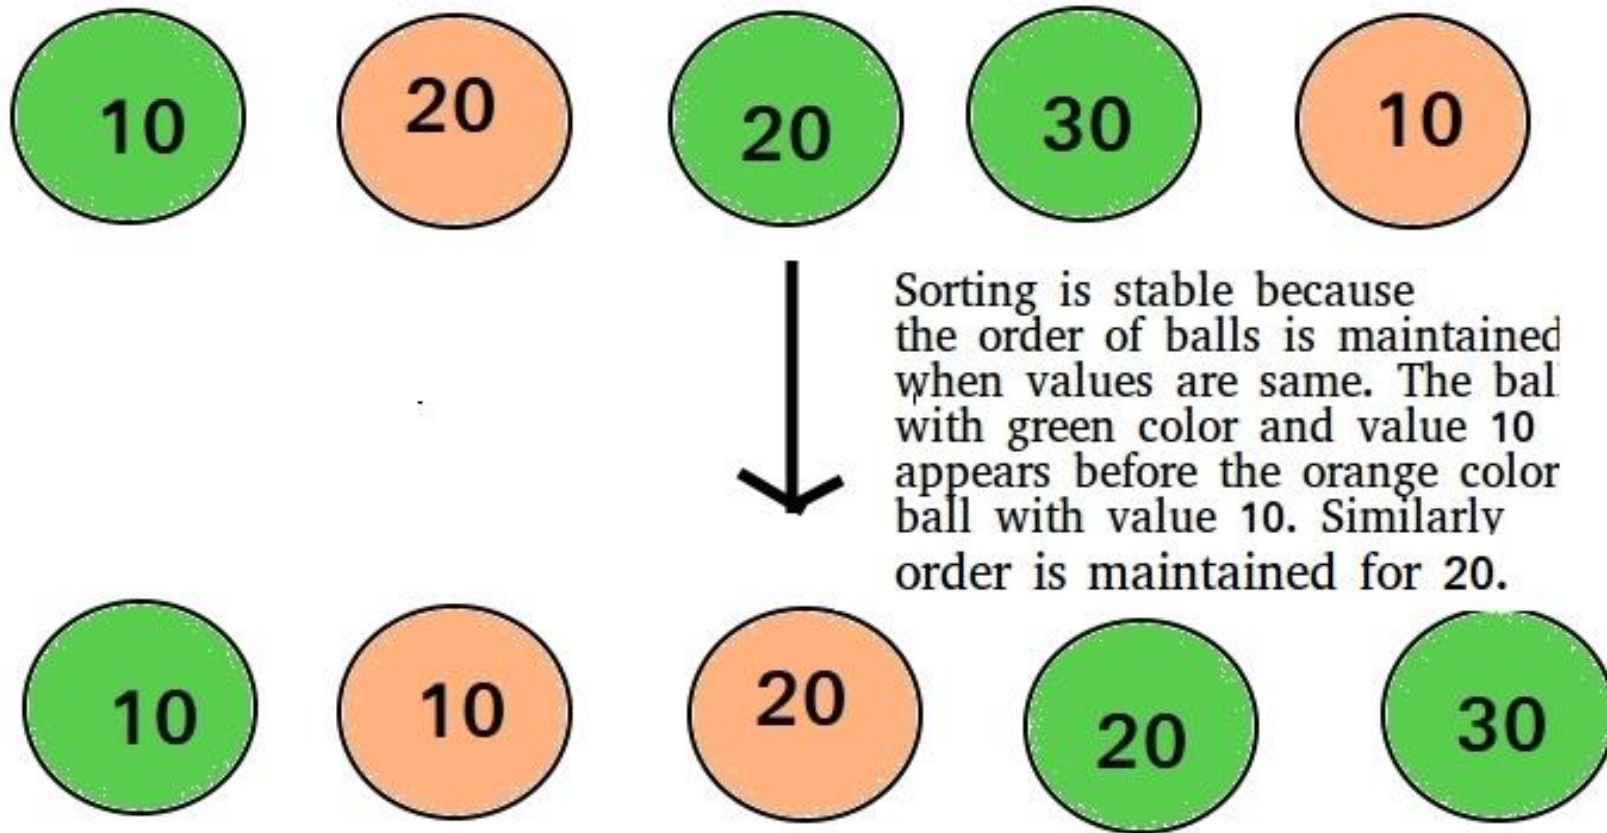 10 20 20 30 10
Sorting is stable because
the order of balls is maintained
when values are same. The bal
with green color and value 10
appears before the orange color
ball with value 10. Similarly
order is maintained for 20.
10 10 20 20 30